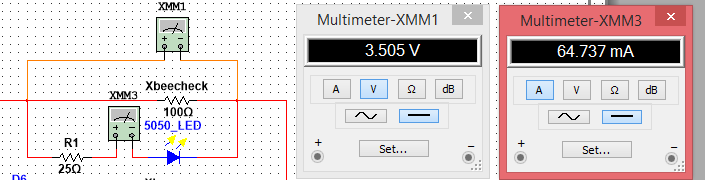 XMM1
Xbeecheck
100Ω
XMM3
5050_LED
R1
25Ω
D6
Multimeter-XMM1
3.505 V
A V Ω dB
Set...
+ -
Multimeter-XMM3
64.737 mA
A V Ω dB
Set...
+ -